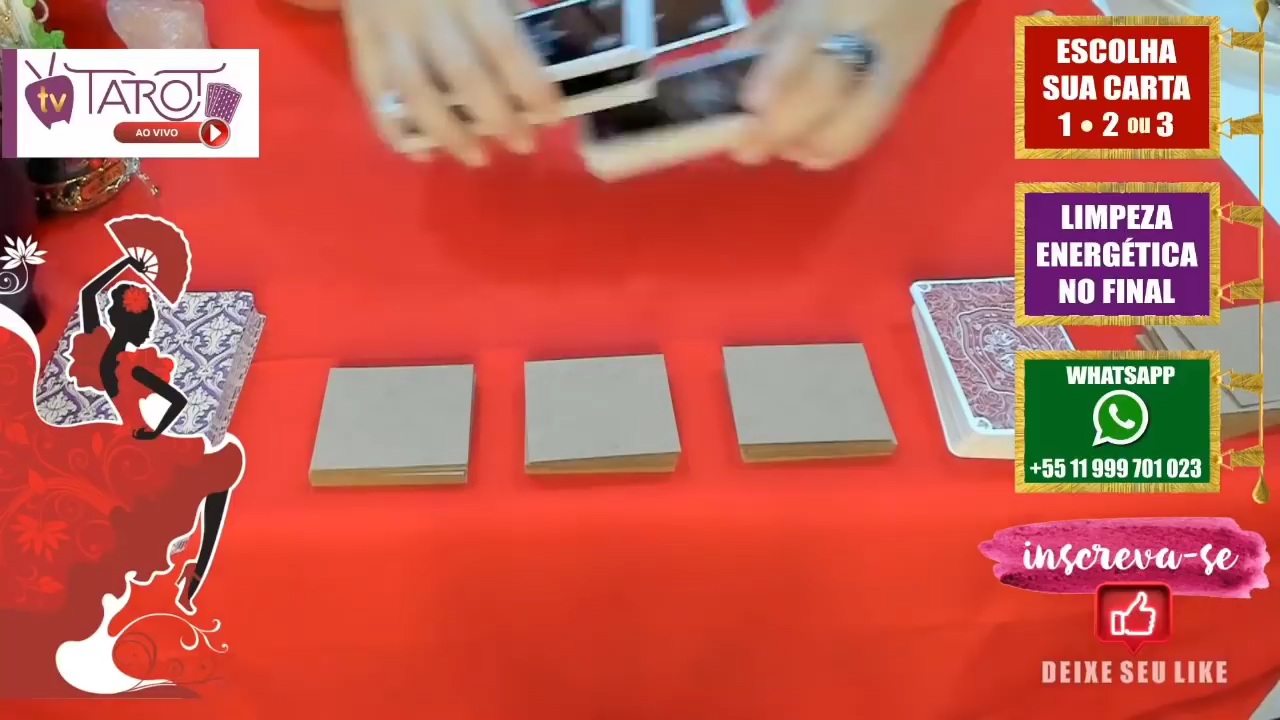 tv TAROT
AO VIVO
ESCOLHA
SUA CARTA
1 • 2 ou 3
LIMPEZA
ENERGÉTICA
NO FINAL
WHATSAPP
+55 11 999 701 023
inscreva-se
DEIXE SEU LIKE